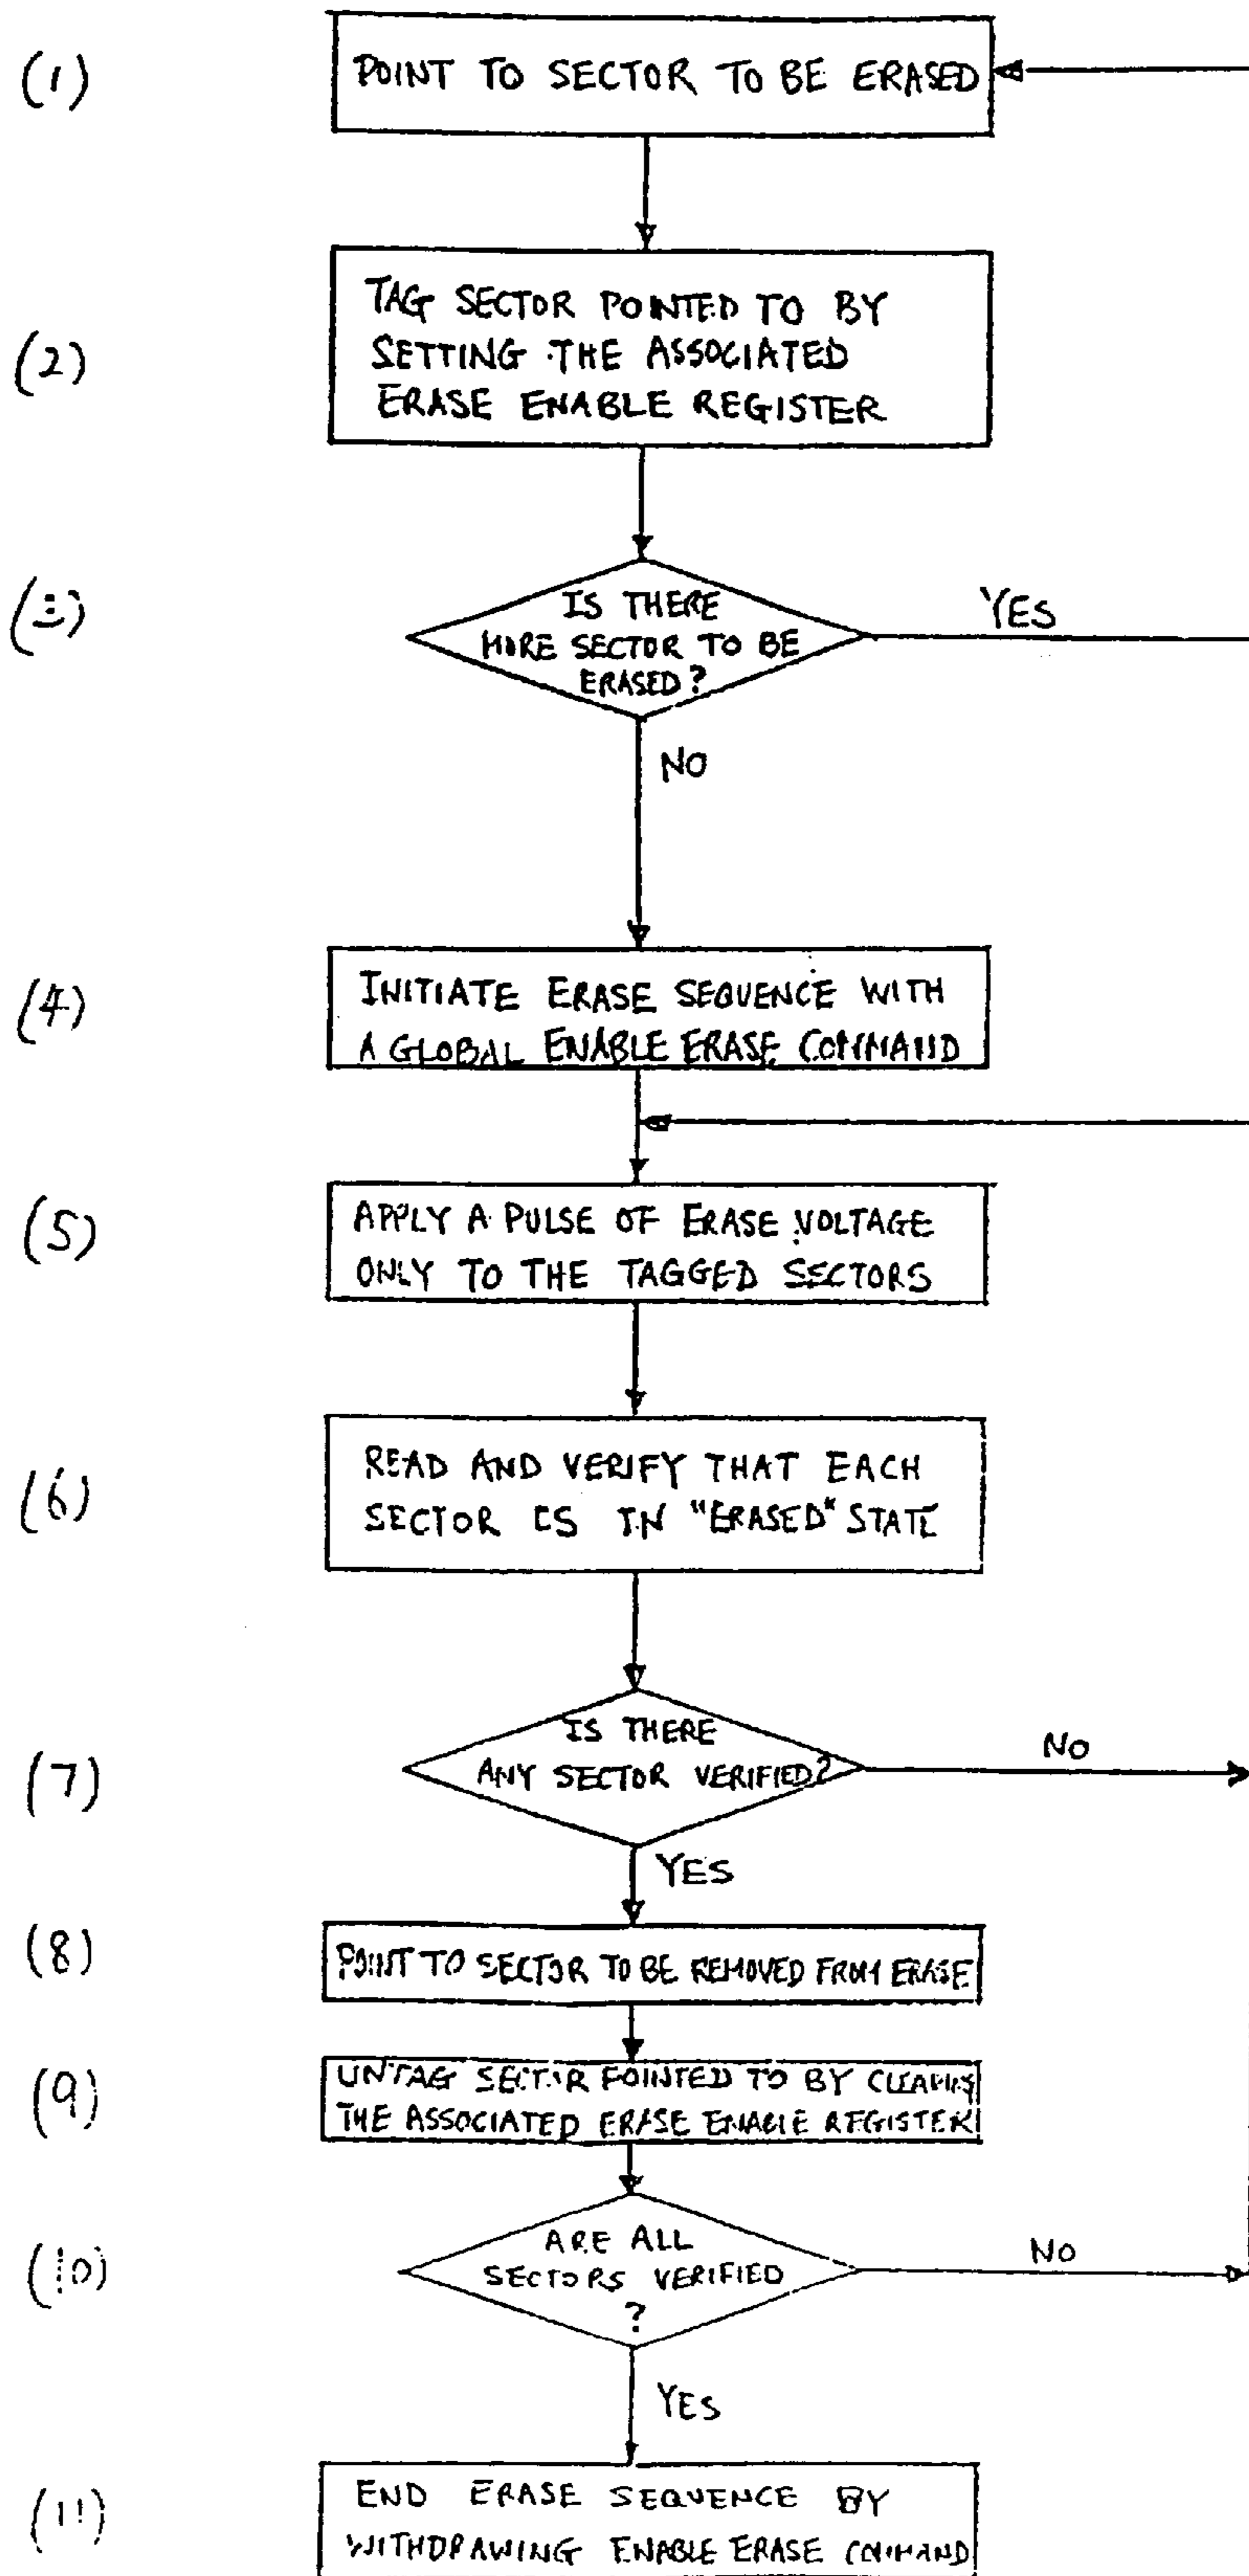 (1)
POINT TO SECTOR TO BE ERASED
(2)
TAG SECTOR POINTED TO BY
SETTING THE ASSOCIATED
ERASE ENABLE REGISTER
(3)
IS THERE
MORE SECTOR TO BE
ERASED?
YES
NO
(4)
INITIATE ERASE SEQUENCE WITH
A GLOBAL ENABLE ERASE COMMAND
(5)
APPLY A PULSE OF ERASE VOLTAGE
ONLY TO THE TAGGED SECTORS
(6)
READ AND VERIFY THAT EACH
SECTOR IS IN "ERASED" STATE
(7)
IS THERE
ANY SECTOR VERIFIED?
NO
YES
(8)
POINT TO SECTOR TO BE REMOVED FROM ERASE
(9)
UNTAG SECTOR POINTED TO BY CLEARING
THE ASSOCIATED ERASE ENABLE REGISTER
(10)
ARE ALL
SECTORS VERIFIED
?
NO
YES
(11)
END ERASE SEQUENCE BY
WITHDRAWING ENABLE ERASE COMMAND